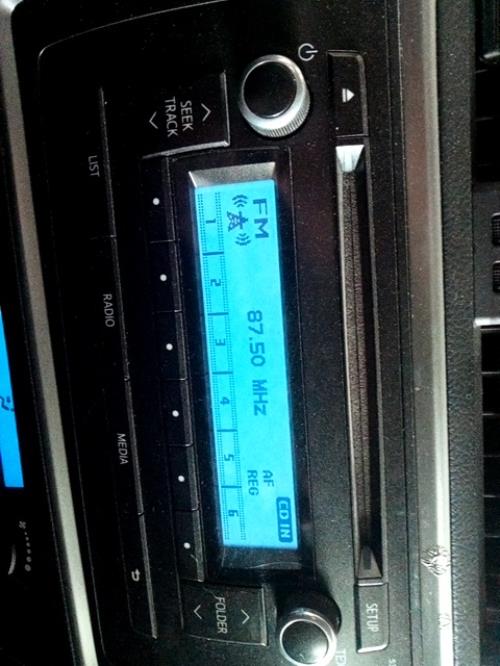 SETUP
CD IN
FM
87.50 MHz
AF
REG
1 2 3 4 5 6
SEEK
TRACK
FOLDER
LIST
RADIO
MEDIA